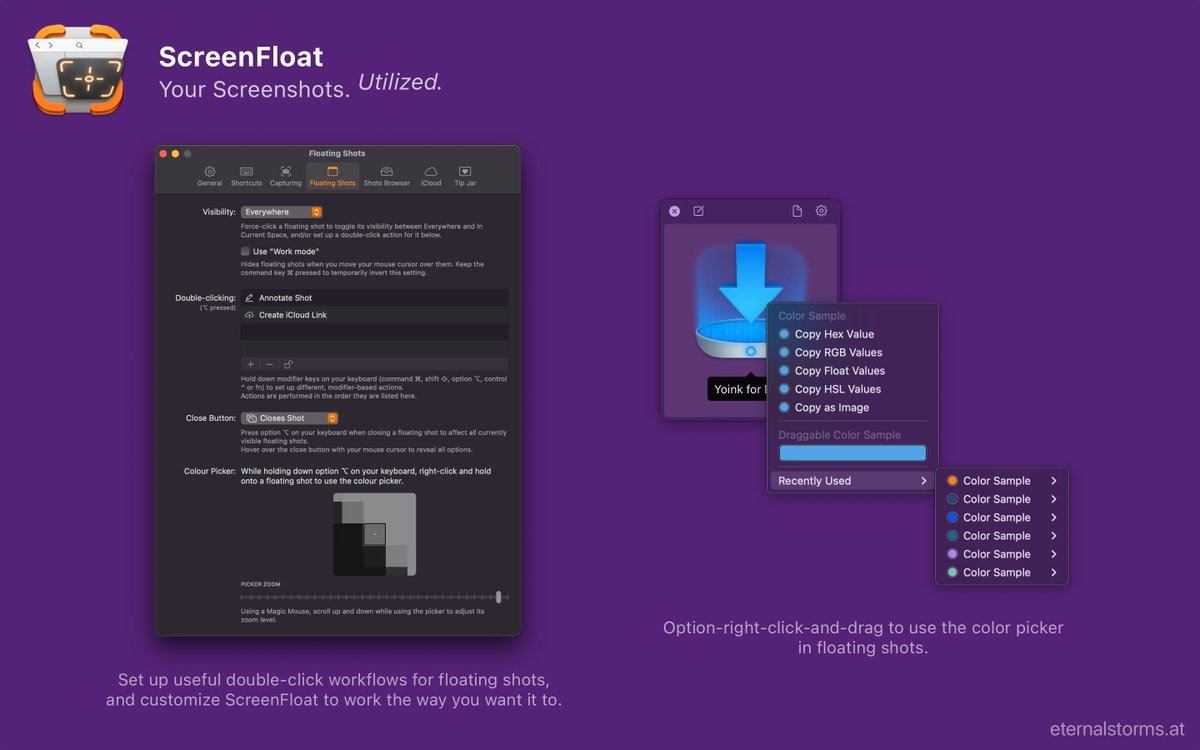 ScreenFloat
Your Screenshots. Utilized.
Floating Shots
General Shortcuts Capturing Floating Shots Shots Browser iCloud Tip Jar
Visibility: Everywhere
Force-click a floating shot to toggle its visibility between Everywhere and In
Current Space, and/or set up a double-click action for it below.
Use "Work mode"
Hides floating shots when you move your mouse cursor over them. Keep the
command key ⌘ pressed to temporarily invert this setting.
Double-clicking: Annotate Shot
(⌥ pressed)
Create iCloud Link
Hold down modifier keys on your keyboard (command ⌘, shift ⇧, option ⌥, control
^ or fn) to set up different, modifier-based actions.
Actions are performed in the order they are listed here.
Close Button: Closes Shot
Press option ⌥ on your keyboard when closing a floating shot to affect all currently
visible floating shots.
Hover over the close button with your mouse cursor to reveal all options.
Colour Picker: While holding down option ⌥ on your keyboard, right-click and hold
onto a floating shot to use the colour picker.
PICKER ZOOM
Using a Magic Mouse, scroll up and down while using the picker to adjust its
zoom level.
Set up useful double-click workflows for floating shots,
and customize ScreenFloat to work the way you want it to.
Yoink for
Color Sample
Copy Hex Value
Copy RGB Values
Copy Float Values
Copy HSL Values
Copy as Image
Draggable Color Sample
Recently Used
Color Sample
Color Sample
Color Sample
Color Sample
Color Sample
Color Sample
Option-right-click-and-drag to use the color picker
in floating shots.
eternalstorms.at